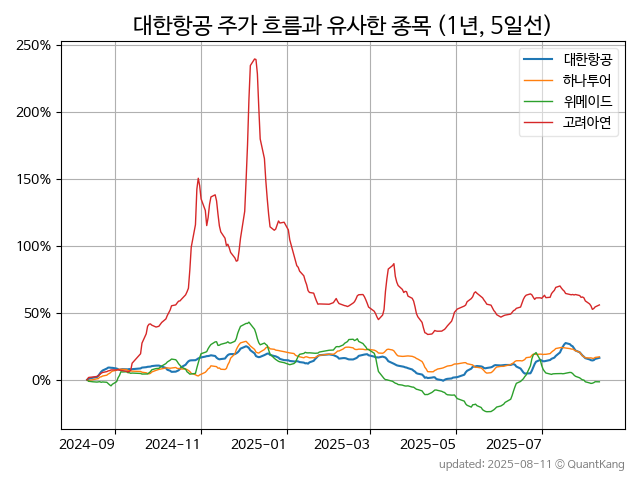 대한항공 주가 흐름과 유사한 종목 (1년, 5일선)
250%
200%
150%
100%
50%
0%
대한항공
하나투어
위메이드
고려아연
2024-09
2024-11
2025-01
2025-03
2025-05
2025-07
updated: 2025-08-11 © QuantKang